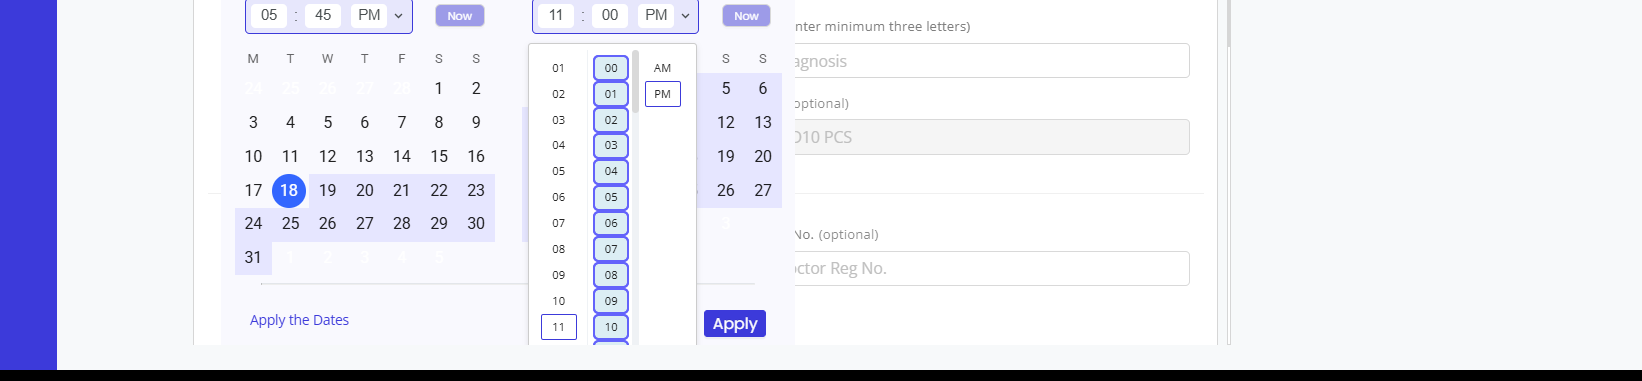 05 : 45 PM Now 11 : 00 PM Now
nter minimum three letters)
M T W T F S S S S
01 00 AM
agnosis
24 25 26 27 28 1 2 5 6
02 01 PM
optional)
3 4 5 6 7 8 9 03 02 12 13
D10 PCS
04 03
10 11 12 13 14 15 16 19 20
05 04
17 18 19 20 21 22 23 06 05 26 27
24 25 26 27 28 29 30 07 06 3
No. (optional)
08 07
31 1 2 3 4 5
octor Reg No.
09 08
10 09
Apply the Dates 11 10 Apply